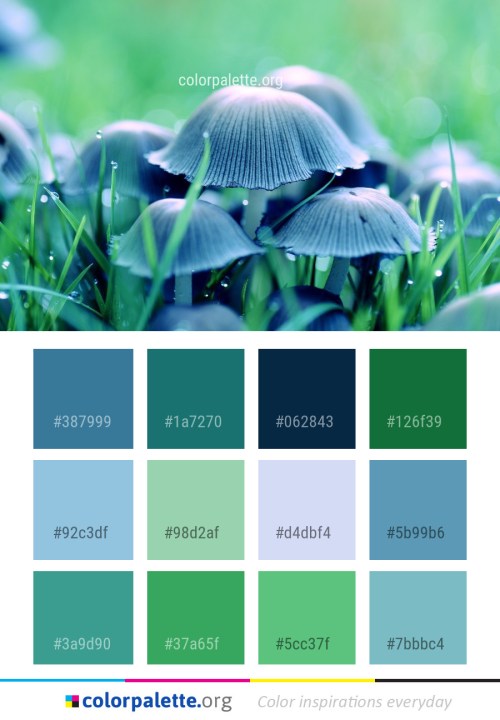 colorpalette.org
#387999 #1a7270 #062843 #126f39
#92c3df #98d2af #d4dbf4 #5b99b6
#3a9d90 #37a65f #5cc37f #7bbbc4
colorpalette.org Color inspirations everyday